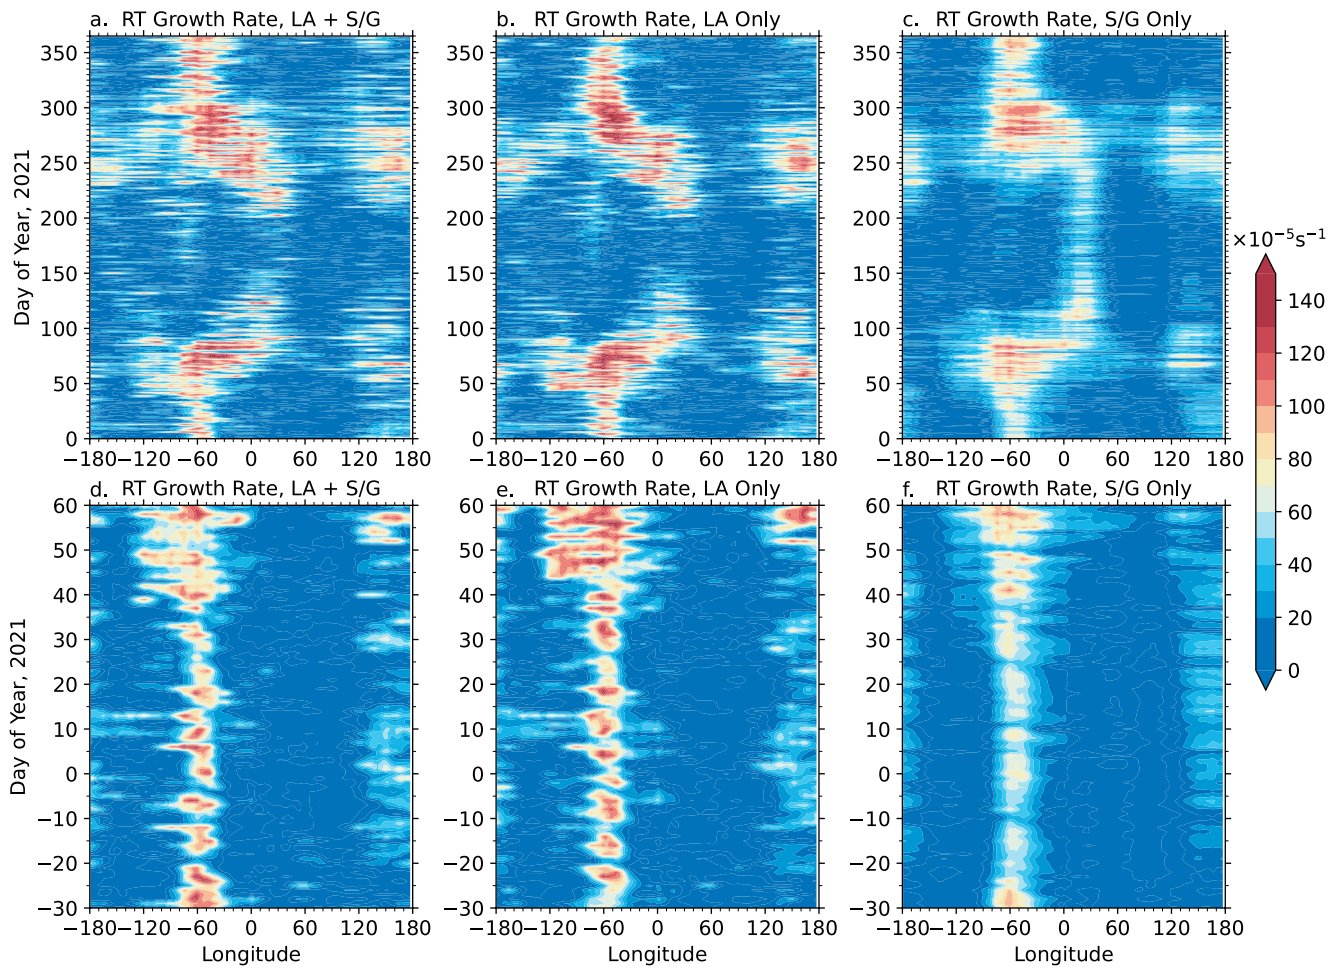 a. RT Growth Rate, LA + S/G
b. RT Growth Rate, LA Only
c. RT Growth Rate, S/G Only
Day of Year, 2021
350
300
250
200
150
100
50
0
−180 −120 −60 0 60 120 180
−180 −120 −60 0 60 120 180
−180 −120 −60 0 60 120 180
×10⁻⁵s⁻¹
140
120
100
80
60
40
20
0
d. RT Growth Rate, LA + S/G
e. RT Growth Rate, LA Only
f. RT Growth Rate, S/G Only
Day of Year, 2021
60
50
40
30
20
10
0
−10
−20
−30
−180 −120 −60 0 60 120 180
−180 −120 −60 0 60 120 180
−180 −120 −60 0 60 120 180
Longitude
Longitude
Longitude